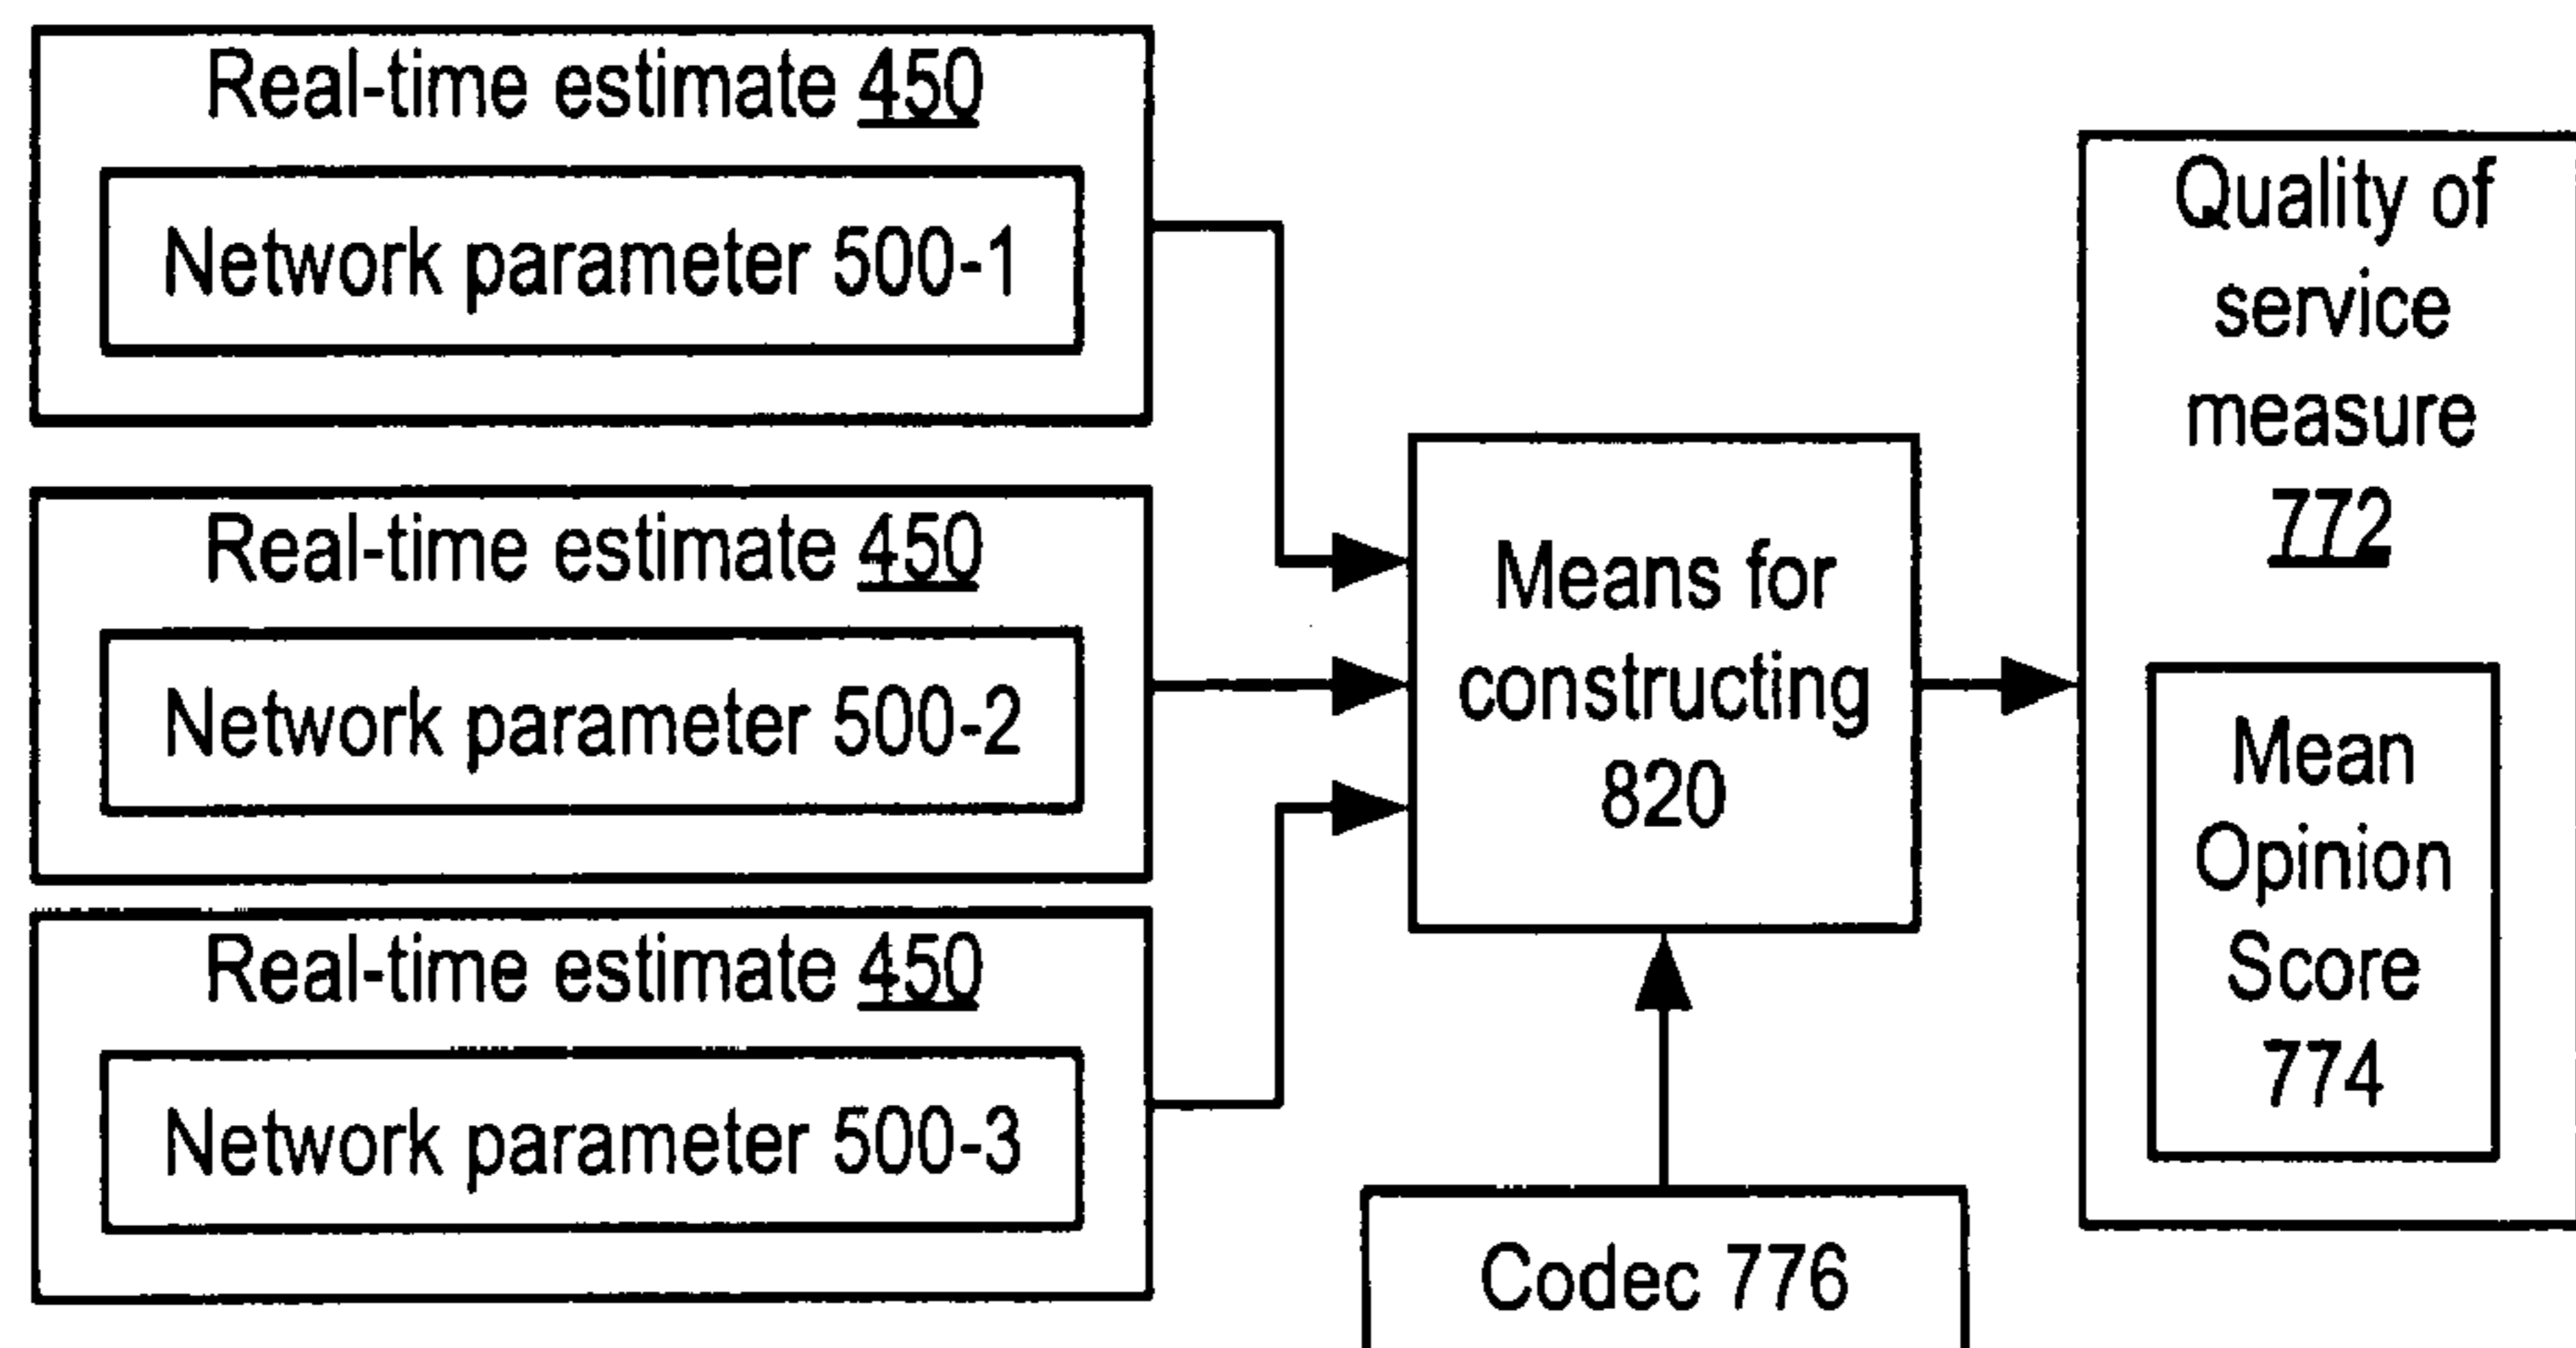 Real-time estimate 450
Network parameter 500-1
Real-time estimate 450
Network parameter 500-2
Real-time estimate 450
Network parameter 500-3
Means for
constructing
820
Codec 776
Quality of
service
measure
772
Mean
Opinion
Score
774